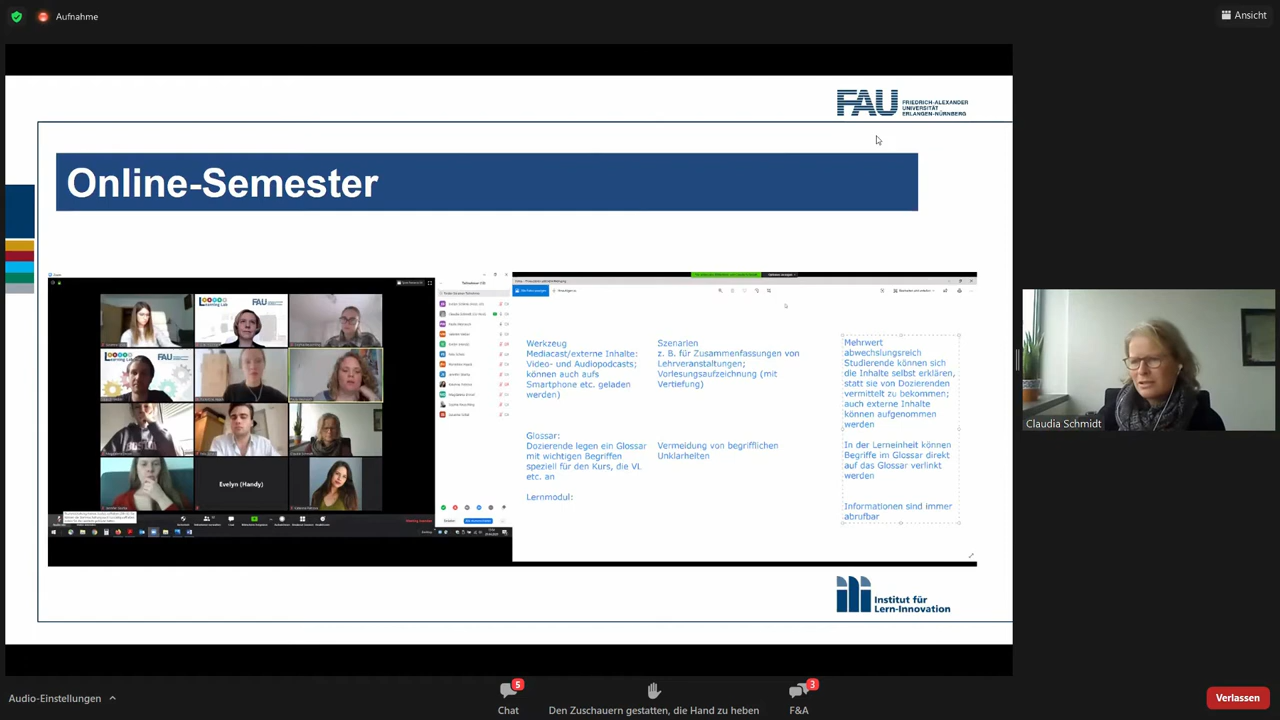 Aufnahme
Ansicht
FAU
FRIEDRICH-ALEXANDER
UNIVERSITÄT
ERLANGEN-NÜRNBERG
Online-Semester
Werkzeug
Mediacast/externe Inhalte:
Video- und Audiopodcasts;
können auch aufs
Smartphone etc. geladen
werden)
Glossar:
Dozierende legen ein Glossar
mit wichtigen Begriffen
speziell für den Kurs, die VL
etc. an
Lernmodul:
Szenarien
z. B. für Zusammenfassungen von
Lehrveranstaltungen;
Vorlesungsaufzeichnung (mit
Vertiefung)
Vermeidung von begrifflichen
Unklarheiten
Mehrwert
abwechslungsreich
Studierende können sich
die Inhalte selbst erklären,
statt sie von Dozierenden
vermittelt zu bekommen;
auch externe Inhalte
können aufgenommen
werden
In der Lerneinheit können
Begriffe im Glossar direkt
auf das Glossar verlinkt
werden
Informationen sind immer
abrufbar
FAU
Evelyn (Handy)
Institut für
Lern-Innovation
Claudia Schmidt
Audio-Einstellungen
5
Chat
Den Zuschauern gestatten, die Hand zu heben
3
F&A
Verlassen